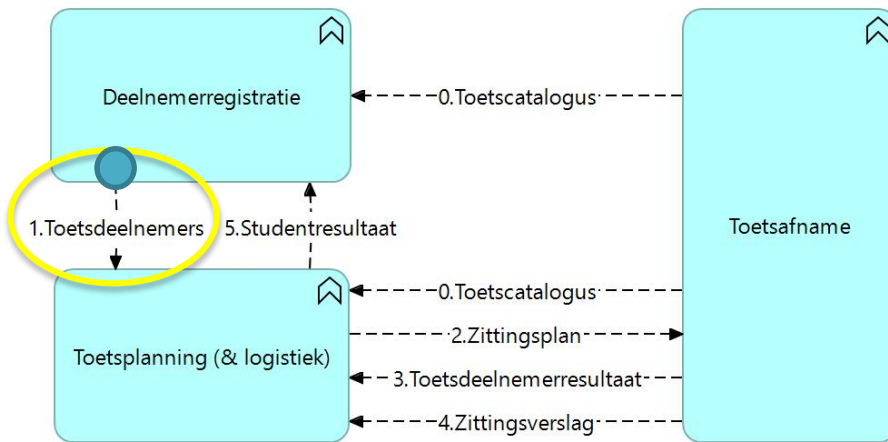 Deelnemerregistratie
0.Toetscatalogus
1.Toetsdeelnemers
5.Studentresultaat
Toetsafname
0.Toetscatalogus
2.Zittingsplan
Toetsplanning (& logistiek)
3.Toetsdeelnemerresultaat
4.Zittingsverslag